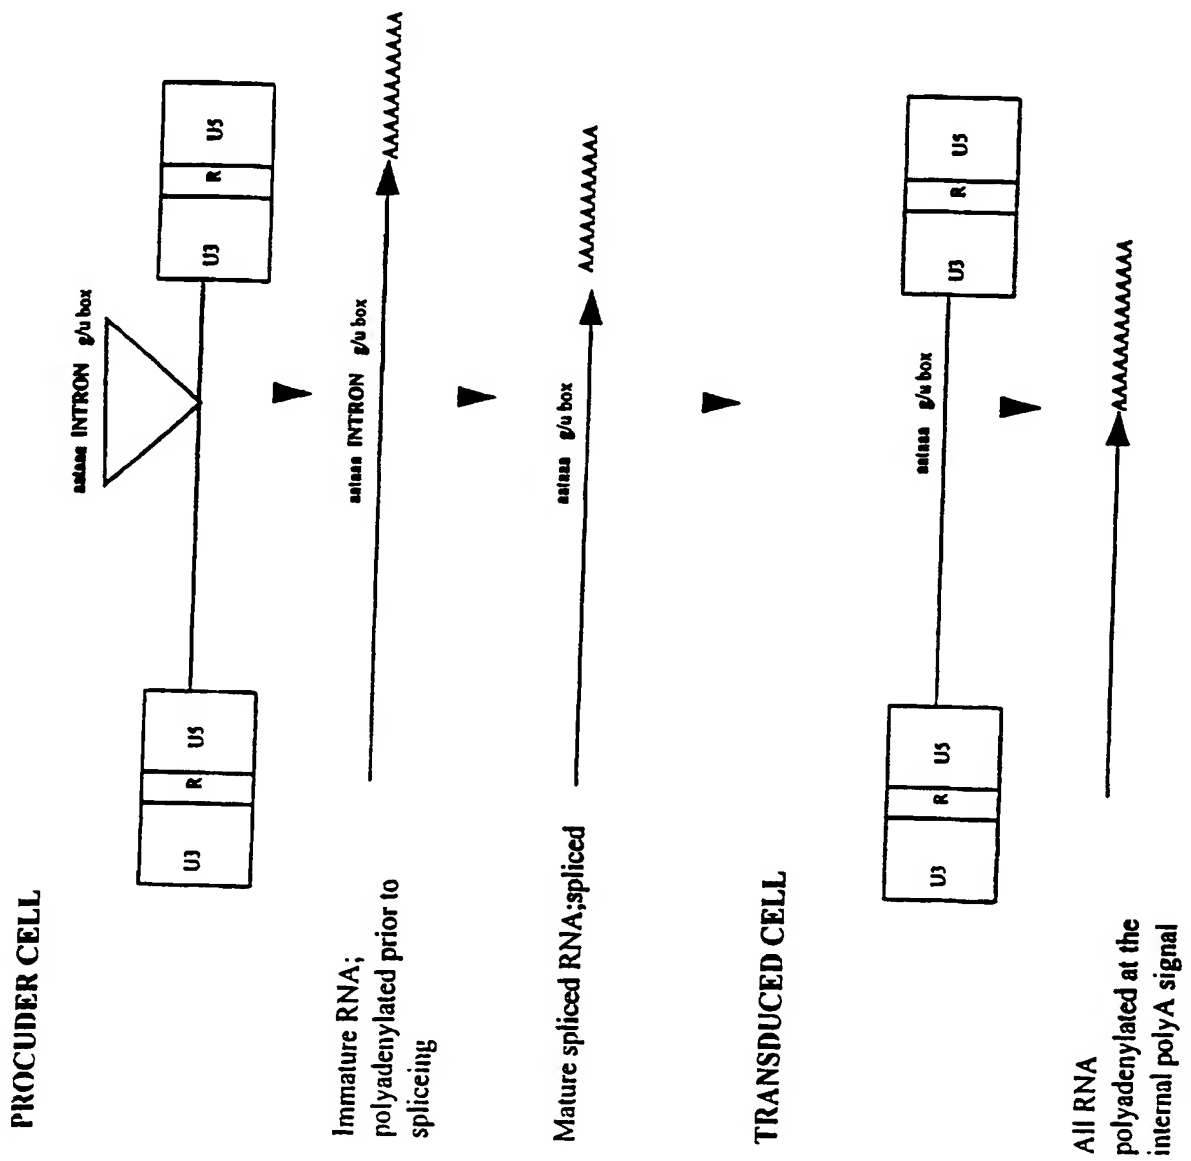 PROCUDER CELL
aataaa INTRON g/u box
U3 R U5
U3 R U5
Immature RNA;
polyadenylated prior to
spliceing
aataaa INTRON g/u box
AAAAAAAAAAA
Mature spliced RNA;spliced
aataaa g/u box
AAAAAAAAAAA
TRANSDUCED CELL
aataaa g/u box
U3 R U5
U3 R U5
All RNA
polyadenylated at the
internal polyA signal
AAAAAAAAAAAAA